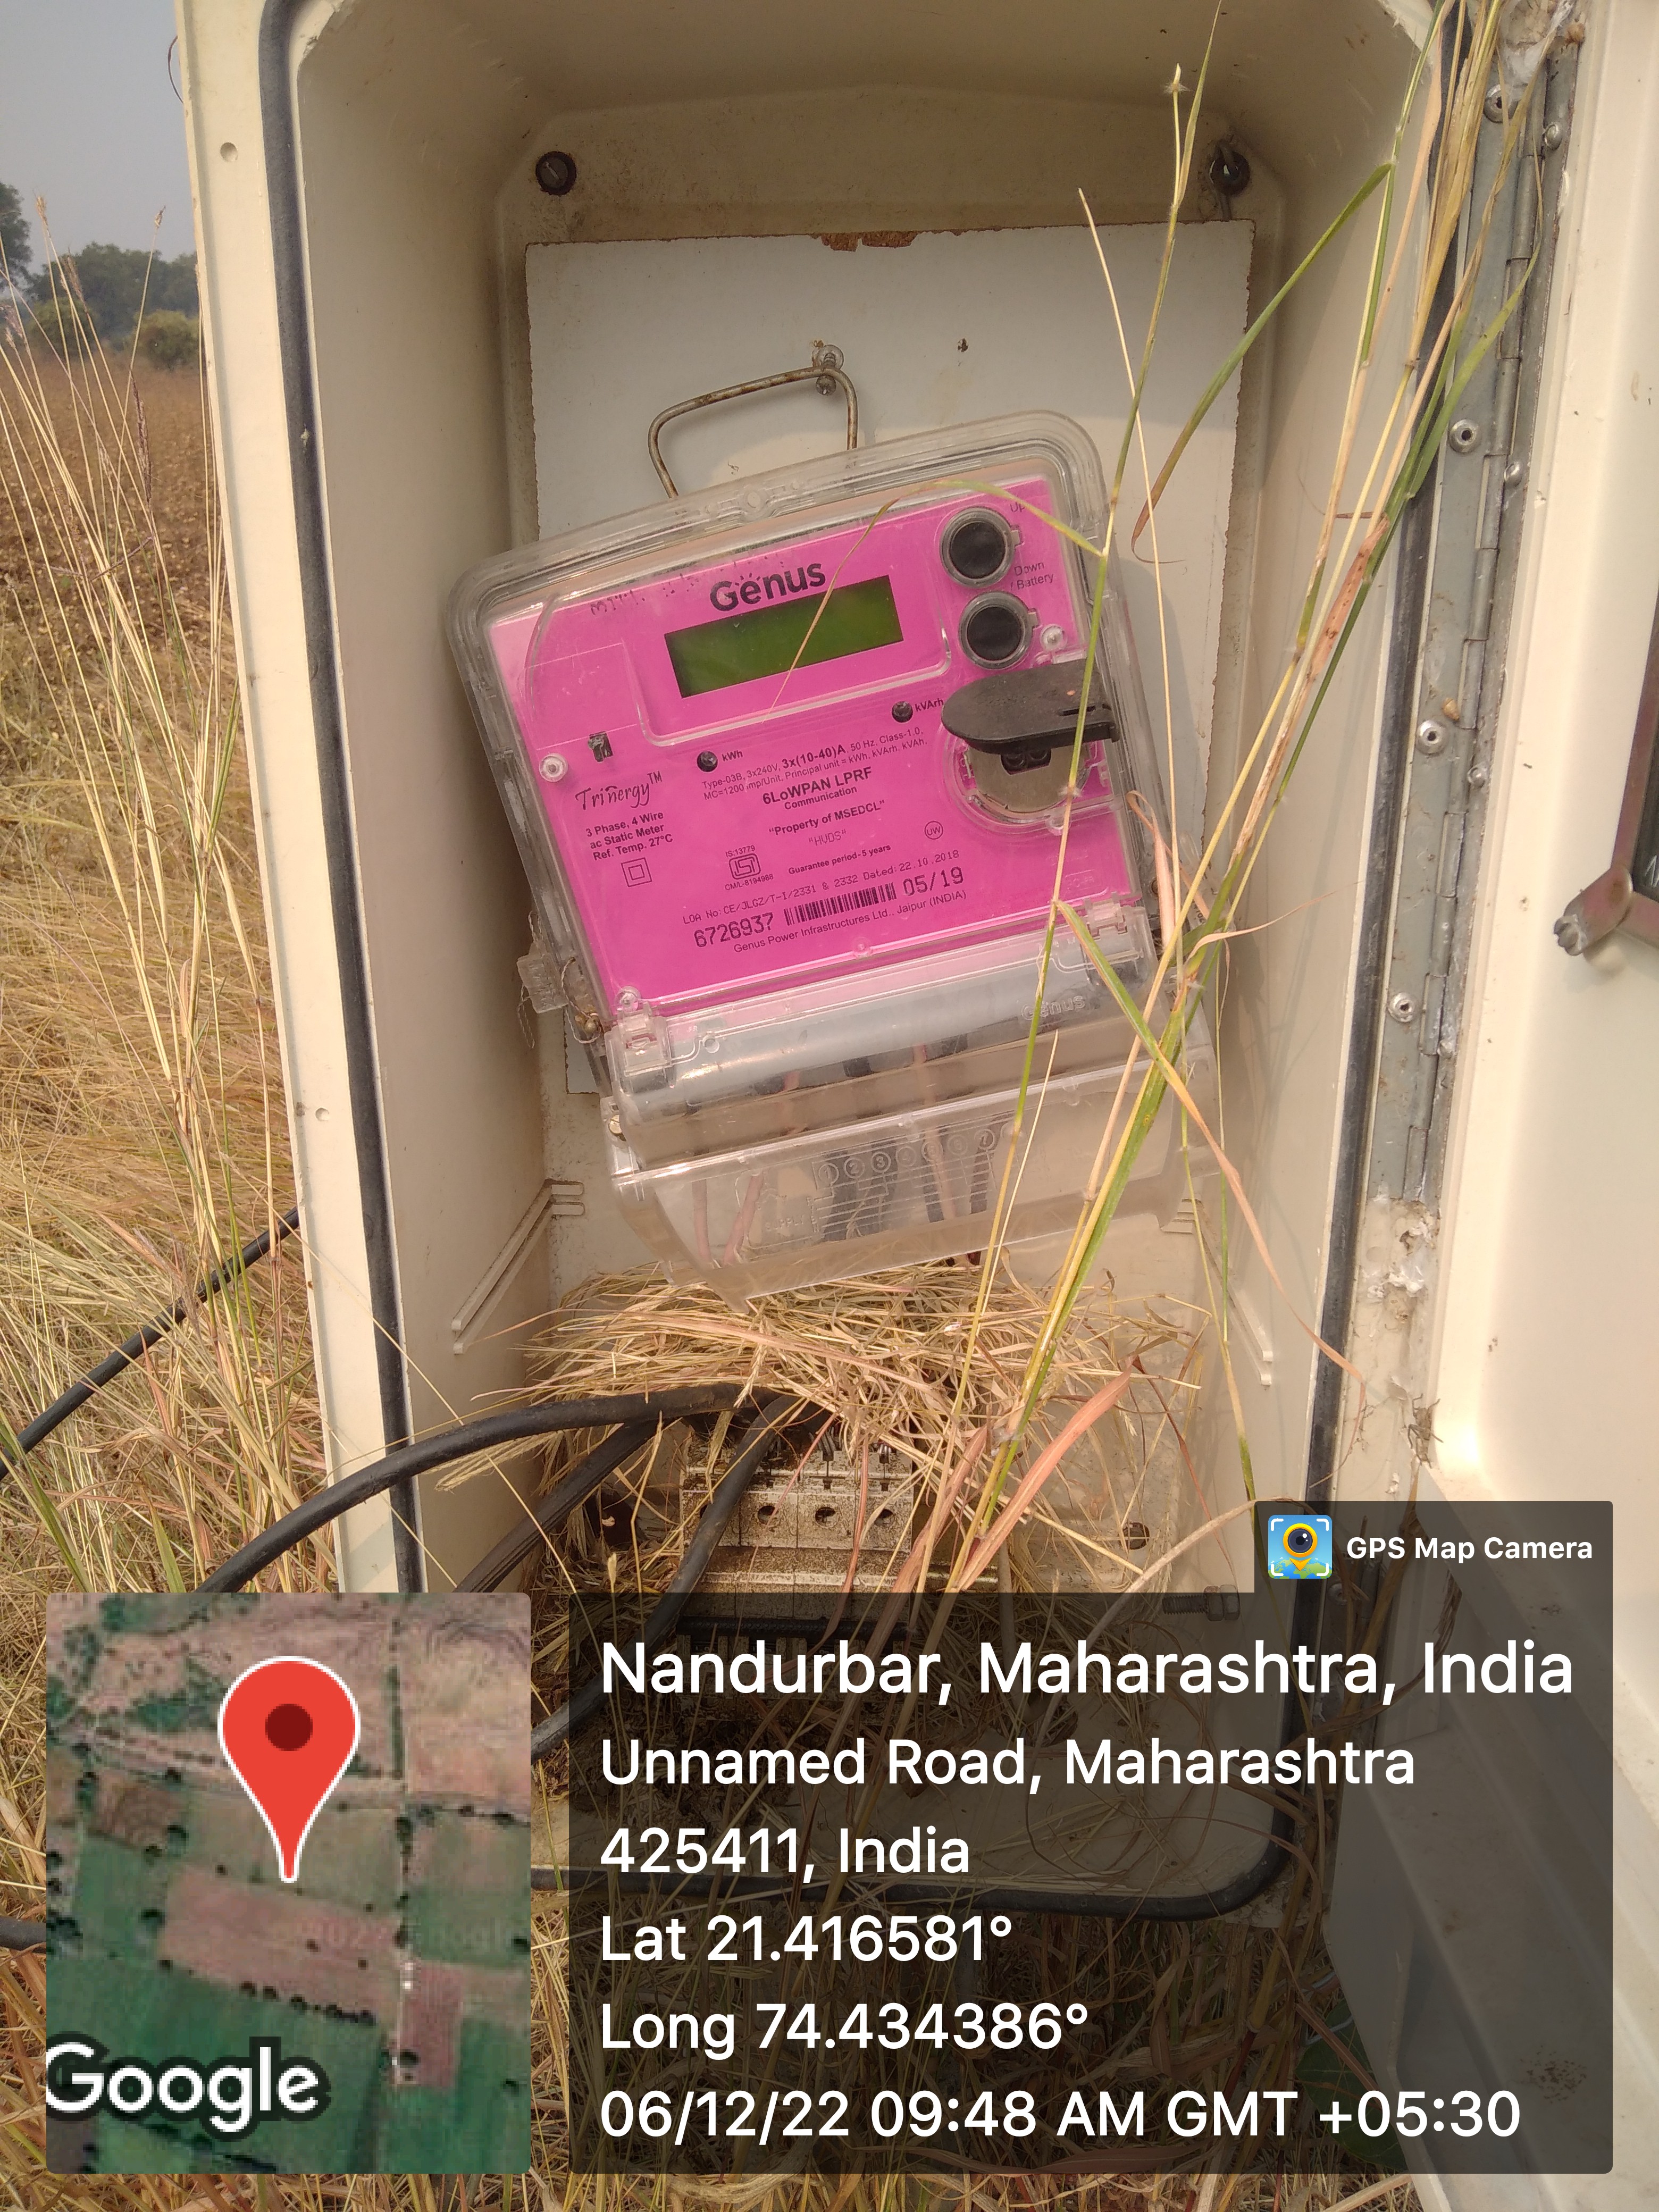 Genus
Up
Down
/ Battery
kVArh
kWh
Type-03B, 3x240V, 3x(10-40)A, 50 Hz, Class-1.0,
MC=1200 imp/Unit, Principal unit = kWh, kVArh, kVAh.
6LoWPAN LPRF
Communication
Trinergy™
3 Phase, 4 Wire
ac Static Meter
Ref. Temp. 27°C
"Property of MSEDCL"
"HVDS"
UW
IS:13779
CM/L-8194988
Guarantee period-5 years
LOA No:CE/JLGZ/T-I/2331 & 2332 Dated:22.10.2018
6726937 05/19
Genus Power Infrastructures Ltd., Jaipur (INDIA)
Genus
GPS Map Camera
Nandurbar, Maharashtra, India
Unnamed Road, Maharashtra
425411, India
Lat 21.416581°
Long 74.434386°
06/12/22 09:48 AM GMT +05:30
Google